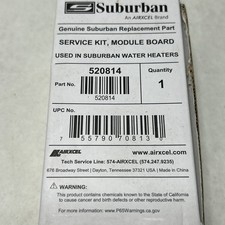 S Suburban
An AIRXCEL Brand
Genuine Suburban Replacement Part
SERVICE KIT, MODULE BOARD
USED IN SUBURBAN WATER HEATERS
520814
Part No.
520814
Quantity
1
UPC No.
7 55790 70813
AIRXCEL
www.airxcel.com
Tech Service Line: 574-AIRXCEL (574.247.9235)
676 Broadway Street | Dayton, Tennessee 37321 USA | Made in
WARNING:
This product contains chemicals known to the State of California
to cause cancer and birth defects or other reproductive harm.
For more information: www.P65Warnings.ca.gov